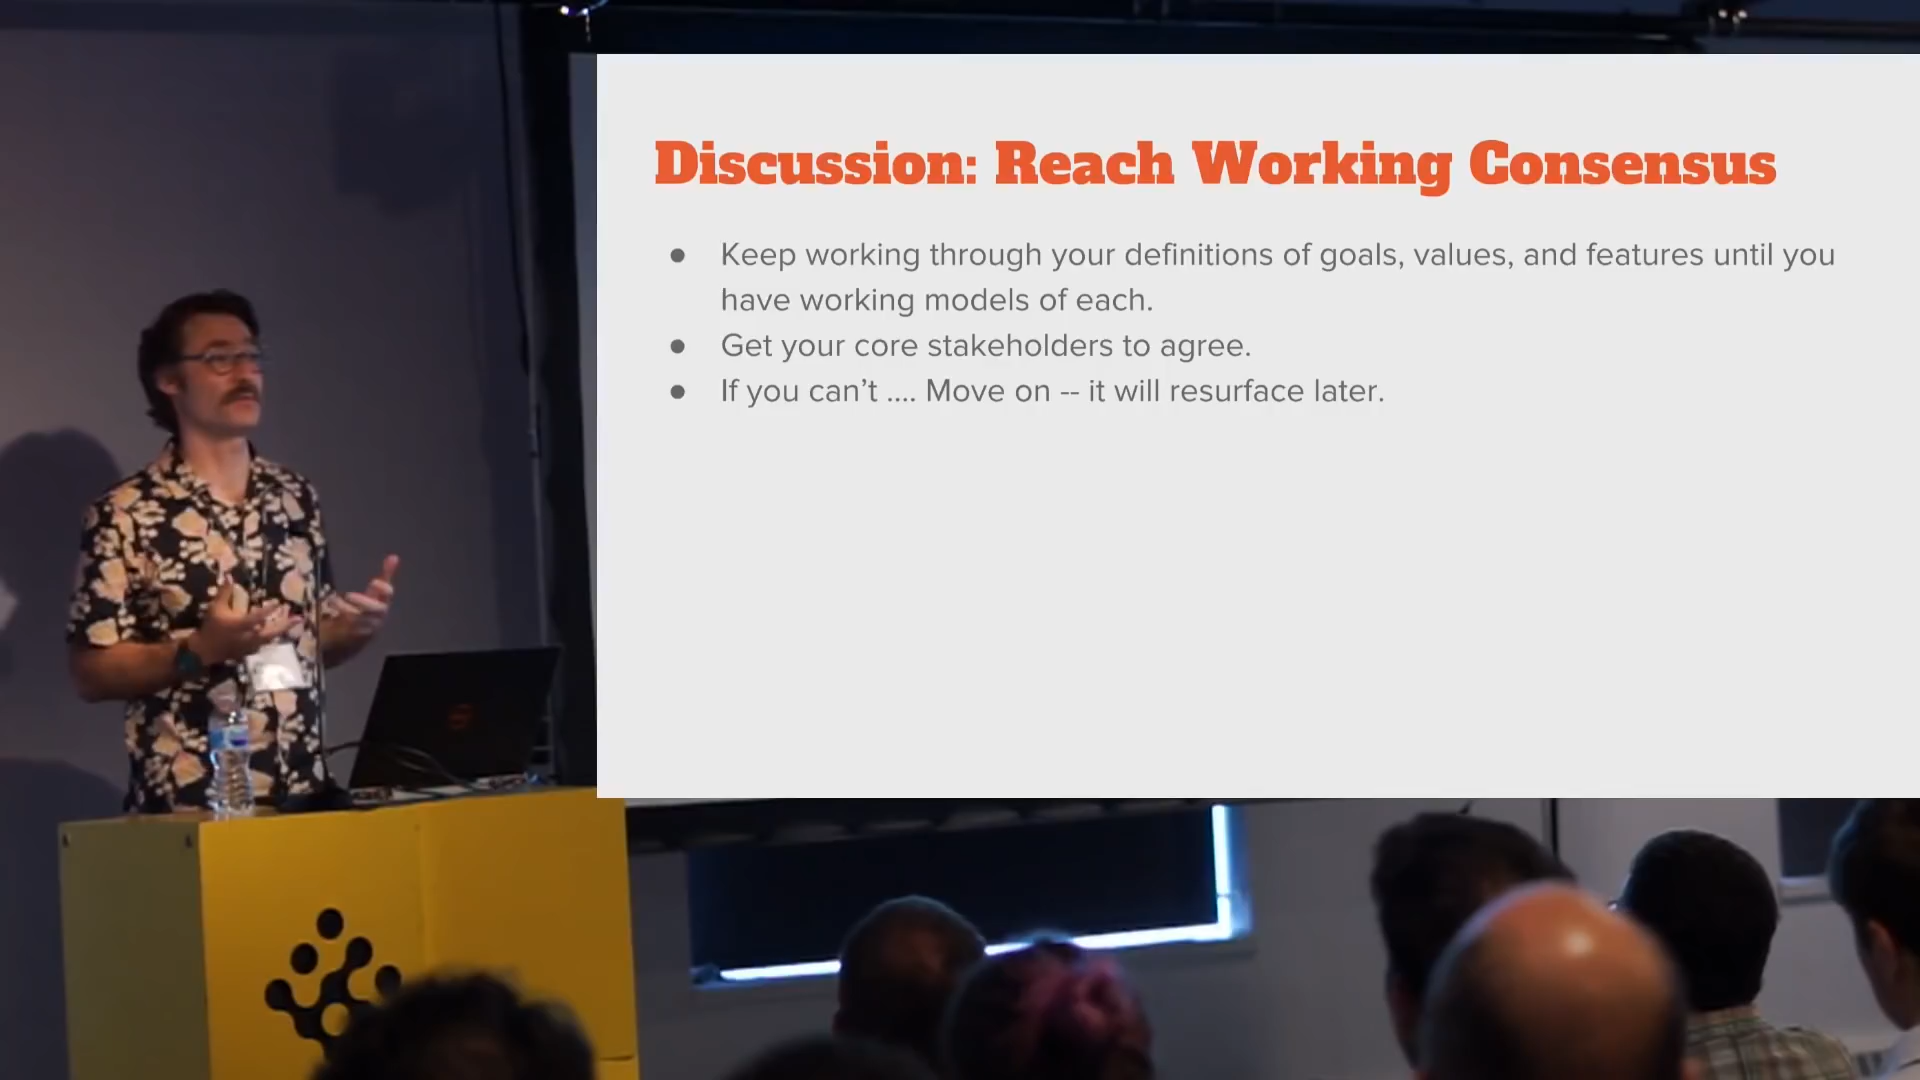 Discussion: Reach Working Consensus
● Keep working through your definitions of goals, values, and features until you
have working models of each.
● Get your core stakeholders to agree.
● If you can’t .... Move on -- it will resurface later.